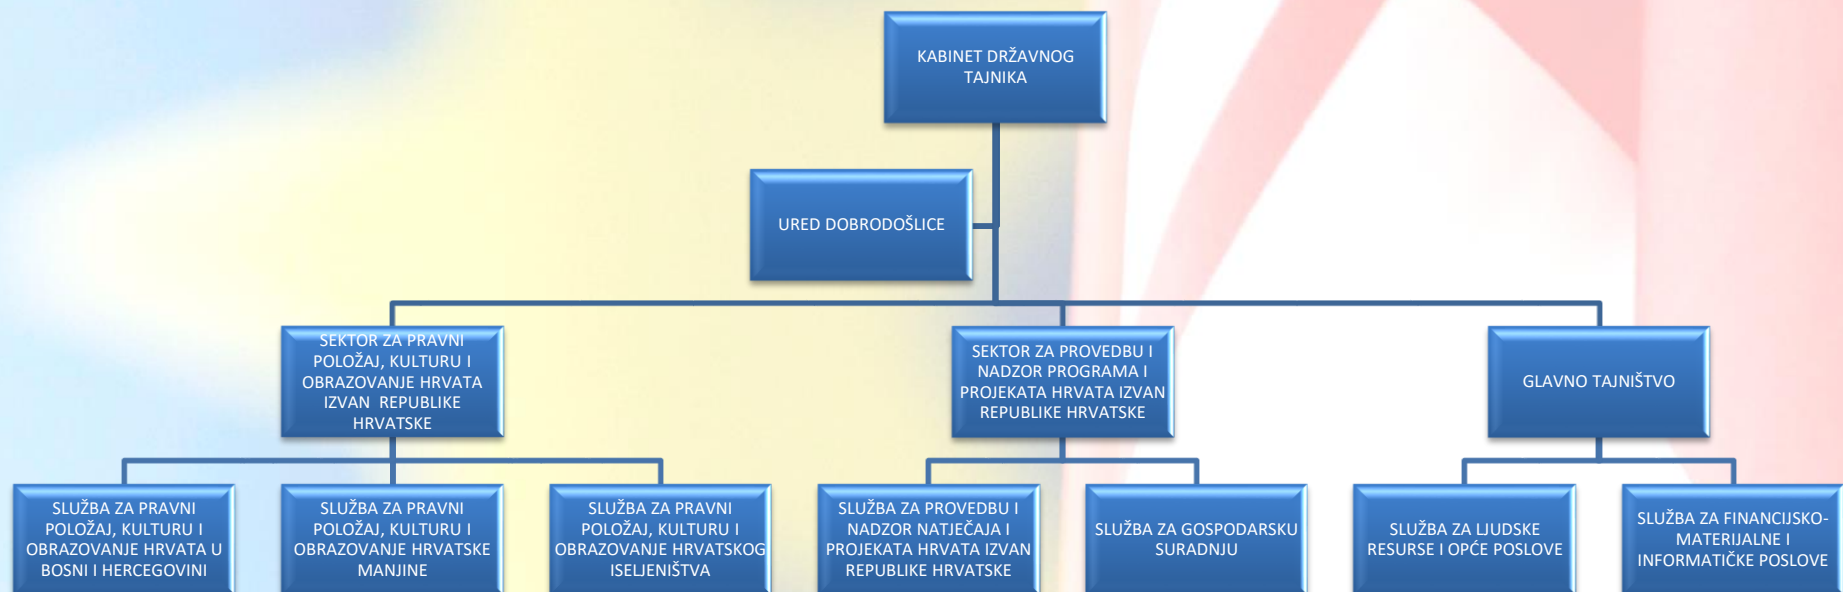 KABINET DRŽAVNOG
TAJNIKA
URED DOBRODOŠLICE
SEKTOR ZA PRAVNI
POLOŽAJ, KULTURU I
OBRAZOVANJE HRVATA
IZVAN REPUBLIKE
HRVATSKE
SEKTOR ZA PROVEDBU I
NADZOR PROGRAMA I
PROJEKATA HRVATA IZVAN
REPUBLIKE HRVATSKE
GLAVNO TAJNIŠTVO
SLUŽBA ZA PRAVNI
POLOŽAJ, KULTURU I
OBRAZOVANJE HRVATA U
BOSNI I HERCEGOVINI
SLUŽBA ZA PRAVNI
POLOŽAJ, KULTURU I
OBRAZOVANJE HRVATSKE
MANJINE
SLUŽBA ZA PRAVNI
POLOŽAJ, KULTURU I
OBRAZOVANJE HRVATSKOG
ISELJENIŠTVA
SLUŽBA ZA PROVEDBU I
NADZOR NATJEČAJA I
PROJEKATA HRVATA IZVAN
REPUBLIKE HRVATSKE
SLUŽBA ZA GOSPODARSKU
SURADNJU
SLUŽBA ZA LJUDSKE
RESURSE I OPĆE POSLOVE
SLUŽBA ZA FINANCIJSKO-
MATERIJALNE I
INFORMATIČKE POSLOVE